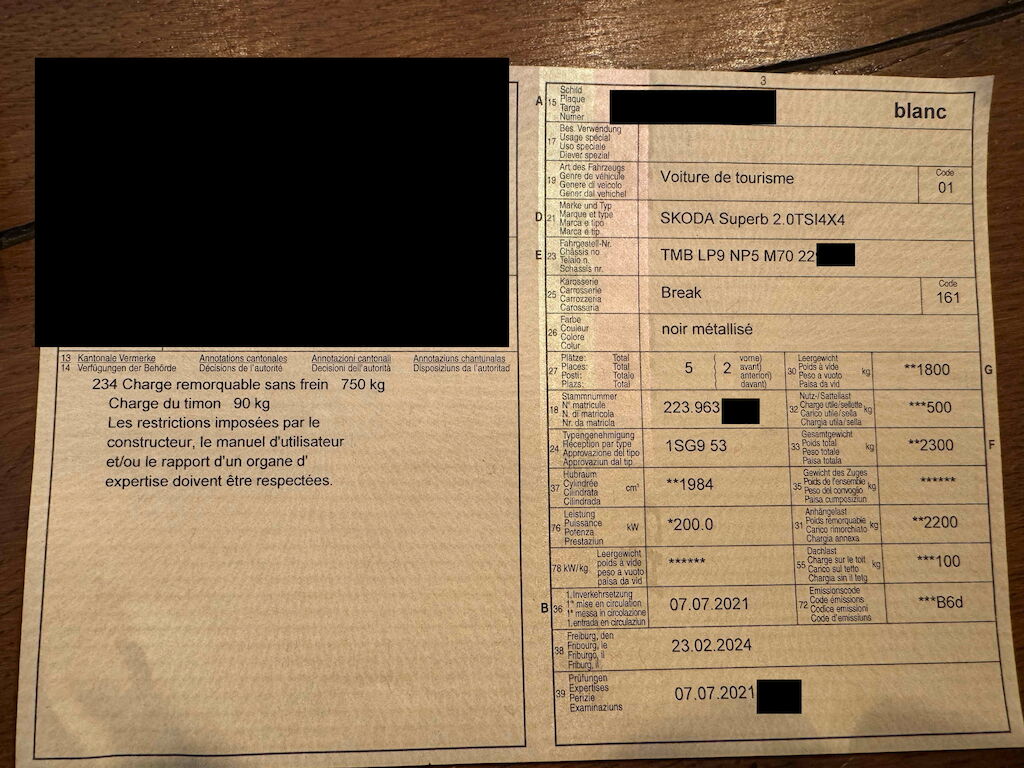 13 Kantonale Vermerke Annotations cantonales Annotazioni cantonali Annotaziuns chantunalas
14 Verfügungen der Behörde Décisions de l'autorité Decisioni dell'autorità Disposiziuns da l'autoritad
234 Charge remorquable sans frein 750 kg
Charge du timon 90 kg
Les restrictions imposées par le
constructeur, le manuel d'utilisateur
et/ou le rapport d'un organe d'
expertise doivent être respectées.
3
A 15 Schild
Plaque
Targa
Numer
blanc
17 Bes. Verwendung
Usage spécial
Uso speciale
Diever spezial
19 Art des Fahrzeugs
Genre de véhicule
Genere di veicolo
Gener dal vehichel
Voiture de tourisme
Code
01
D 21 Marke und Typ
Marque et type
Marca e tipo
Marca e tip
SKODA Superb 2.0TSI4X4
E 23 Fahrgestell-Nr.
Châssis no
Telaio n.
Schassis nr.
TMB LP9 NP5 M70 22
25 Karosserie
Carrosserie
Carrozzeria
Carossaria
Break
Code
161
26 Farbe
Couleur
Colore
Colur
noir métallisé
27 Plätze: Total
Places: Total
Posti: Totale
Plazs: Total
5 2
vorne)
avant)
anteriori)
davant)
30 Leergewicht
Poids à vide
Peso a vuoto
Paisa da vid
kg
**1800
G
18 Stammnummer
N° matricule
N. di matricola
Nr. da matricla
223.963
32 Nutz-/Sattellast
Charge utile/sellette
Carico utile/sella
Chargia utila/sella
kg
***500
24 Typengenehmigung
Réception par type
Approvazione del tipo
Approvaziun dal tip
1SG9 53
33 Gesamtgewicht
Poids total
Peso totale
Paisa totala
kg
**2300
F
37 Hubraum
Cylindrée
Cilindrata
Cilindrada
cm³
**1984
35 Gewicht des Zuges
Poids de l'ensemble
Peso del convoglio
Paisa cumposiziun
kg
******
76 Leistung
Puissance
Potenza
Prestaziun
kW
*200.0
31 Anhängelast
Poids remorquable
Carico rimorchiato
Chargia annexa
kg
**2200
78 kW/kg
Leergewicht
poids à vide
peso à vuoto
paisa da vid
******
55 Dachlast
Charge sur le toit
Carico sul tetto
Chargia sin il tetg
kg
***100
B 36 1.Inverkehrsetzung
1re mise en circulation
1a messa in circolazione
1.entrada en circulaziun
07.07.2021
72 Emissionscode
Code émissions
Codice emissioni
Code d'emissiuns
***B6d
38 Freiburg, den
Fribourg, le
Friburgo, il
Friburg, il
23.02.2024
39 Prüfungen
Expertises
Perizie
Examinaziuns
07.07.2021